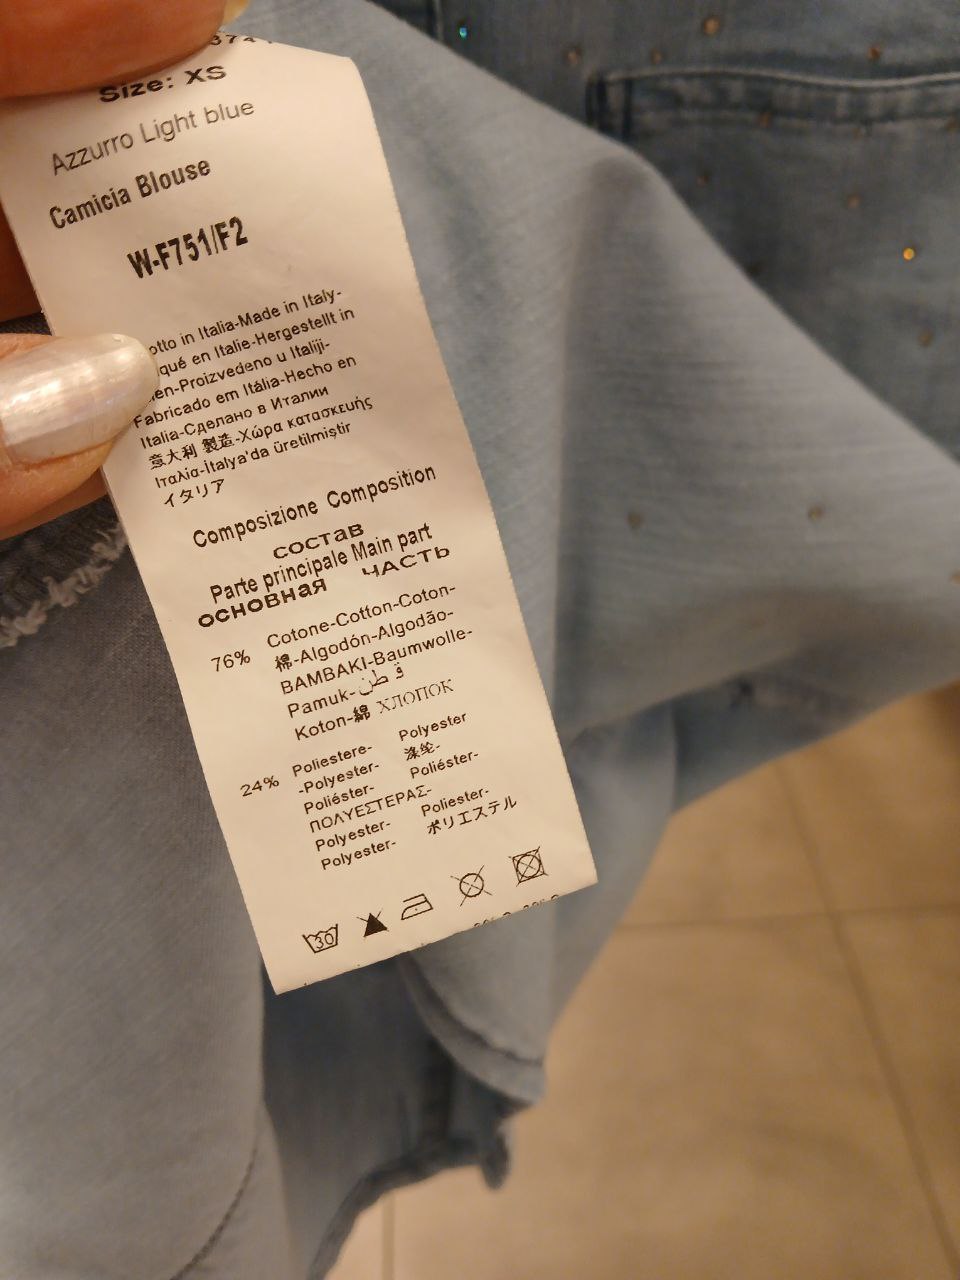 Size: XS
Azzurro Light blue
Camicia Blouse
W-F751/F2
otto in Italia-Made in Italy-
iqué en Italie-Hergestellt in
ien-Proizvedeno u Italiji-
Fabricado em Itália-Hecho en
Italia-Сделано в Италии
意大利 製造-Χώρα κατασκευής
Ιταλία-İtalya'da üretilmiştir
イタリア
Composizione Composition
состав
Parte principale Main part
основная часть
76% Cotone-Cotton-Coton-
棉-Algodón-Algodão-
BAMBAKI-Baumwolle-
Pamuk-قطن
Koton-綿 хлопок
24% Poliestere- Polyester
-Polyester- 涤纶-
Poliéster- Poliéster-
ΠΟΛΥΕΣΤΕΡΑΣ-
Polyester- Poliester-
Polyester- ポリエステル
30